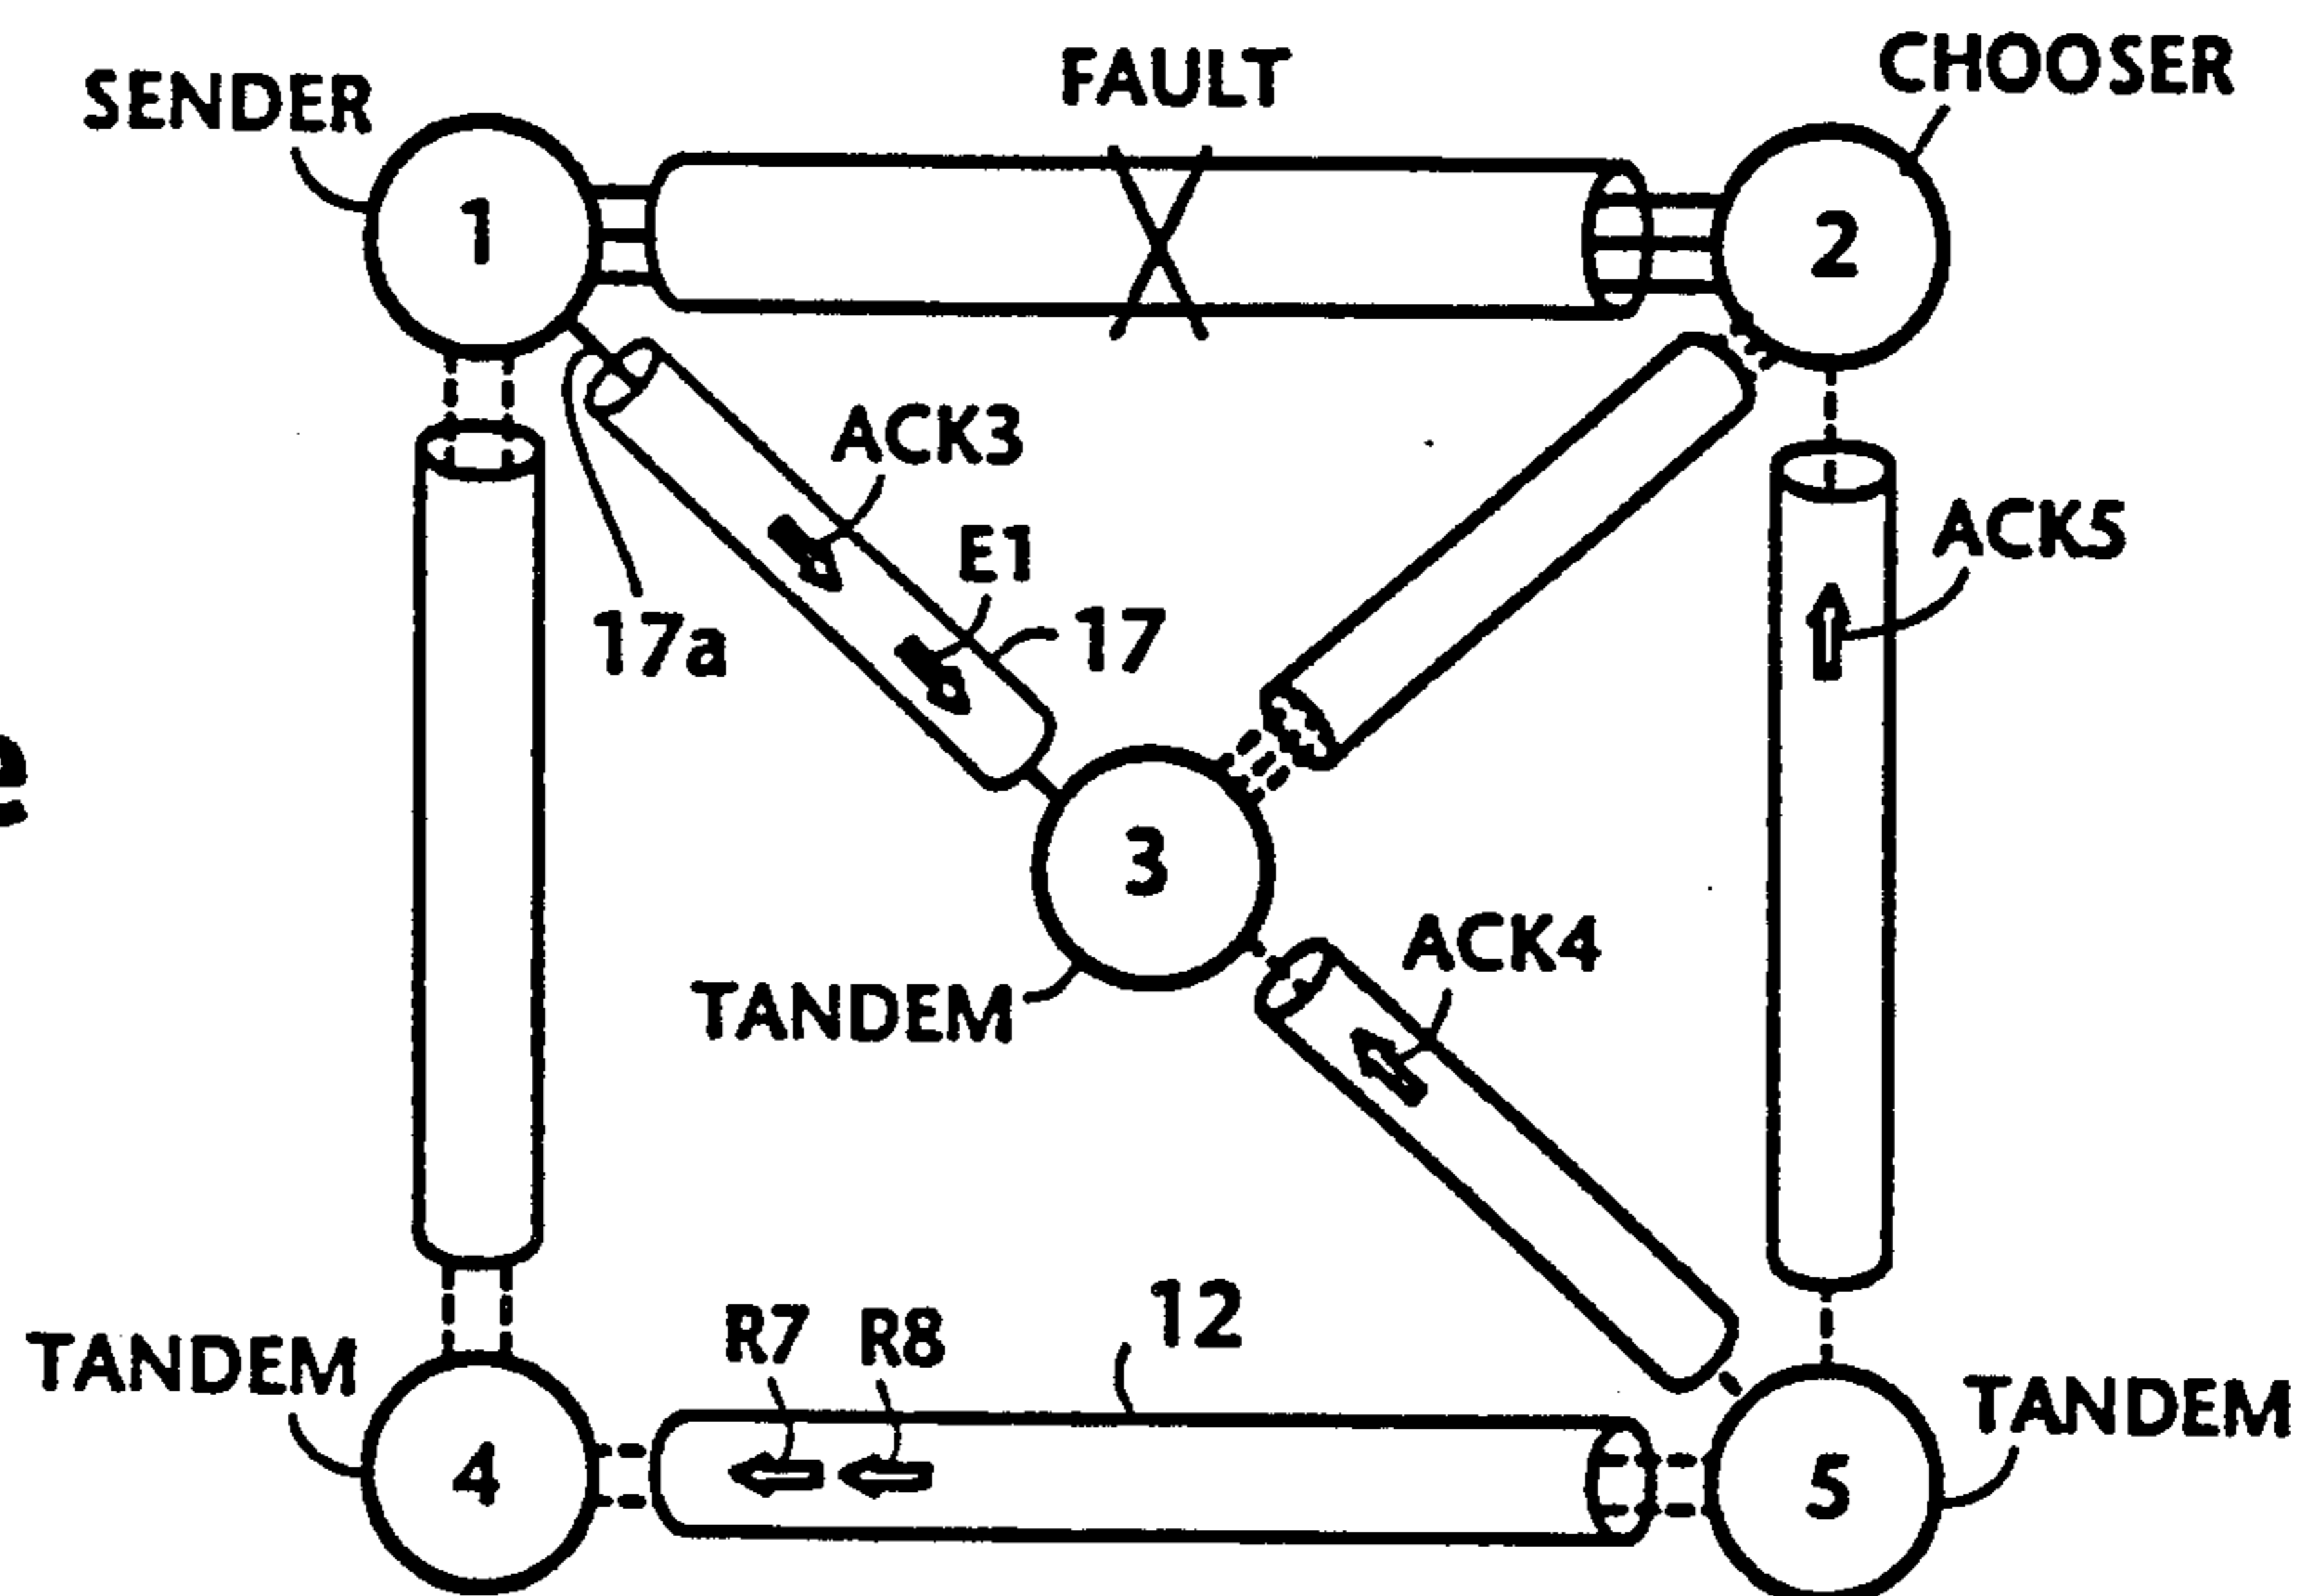 FAULT
CHOOSER
SENDER
1
2
ACK3
E1
ACK5
17a
17
3
ACK4
TANDEM
12
R7
R8
TANDEM
TANDEM
4
5